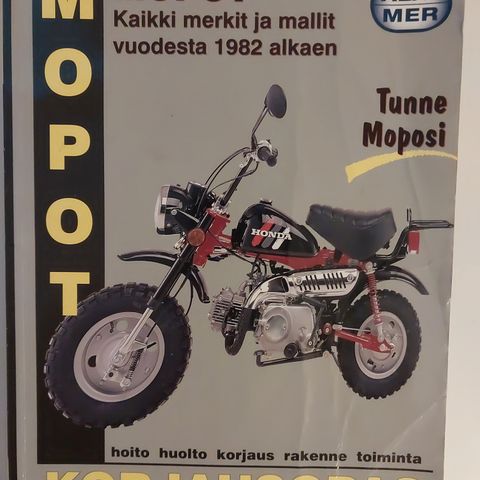 MOPOT
Kaikki merkit ja mallit
vuodesta 1982 alkaen
MER
Tunne
Moposi
HONDA
hoito huolto korjaus rakenne toiminta